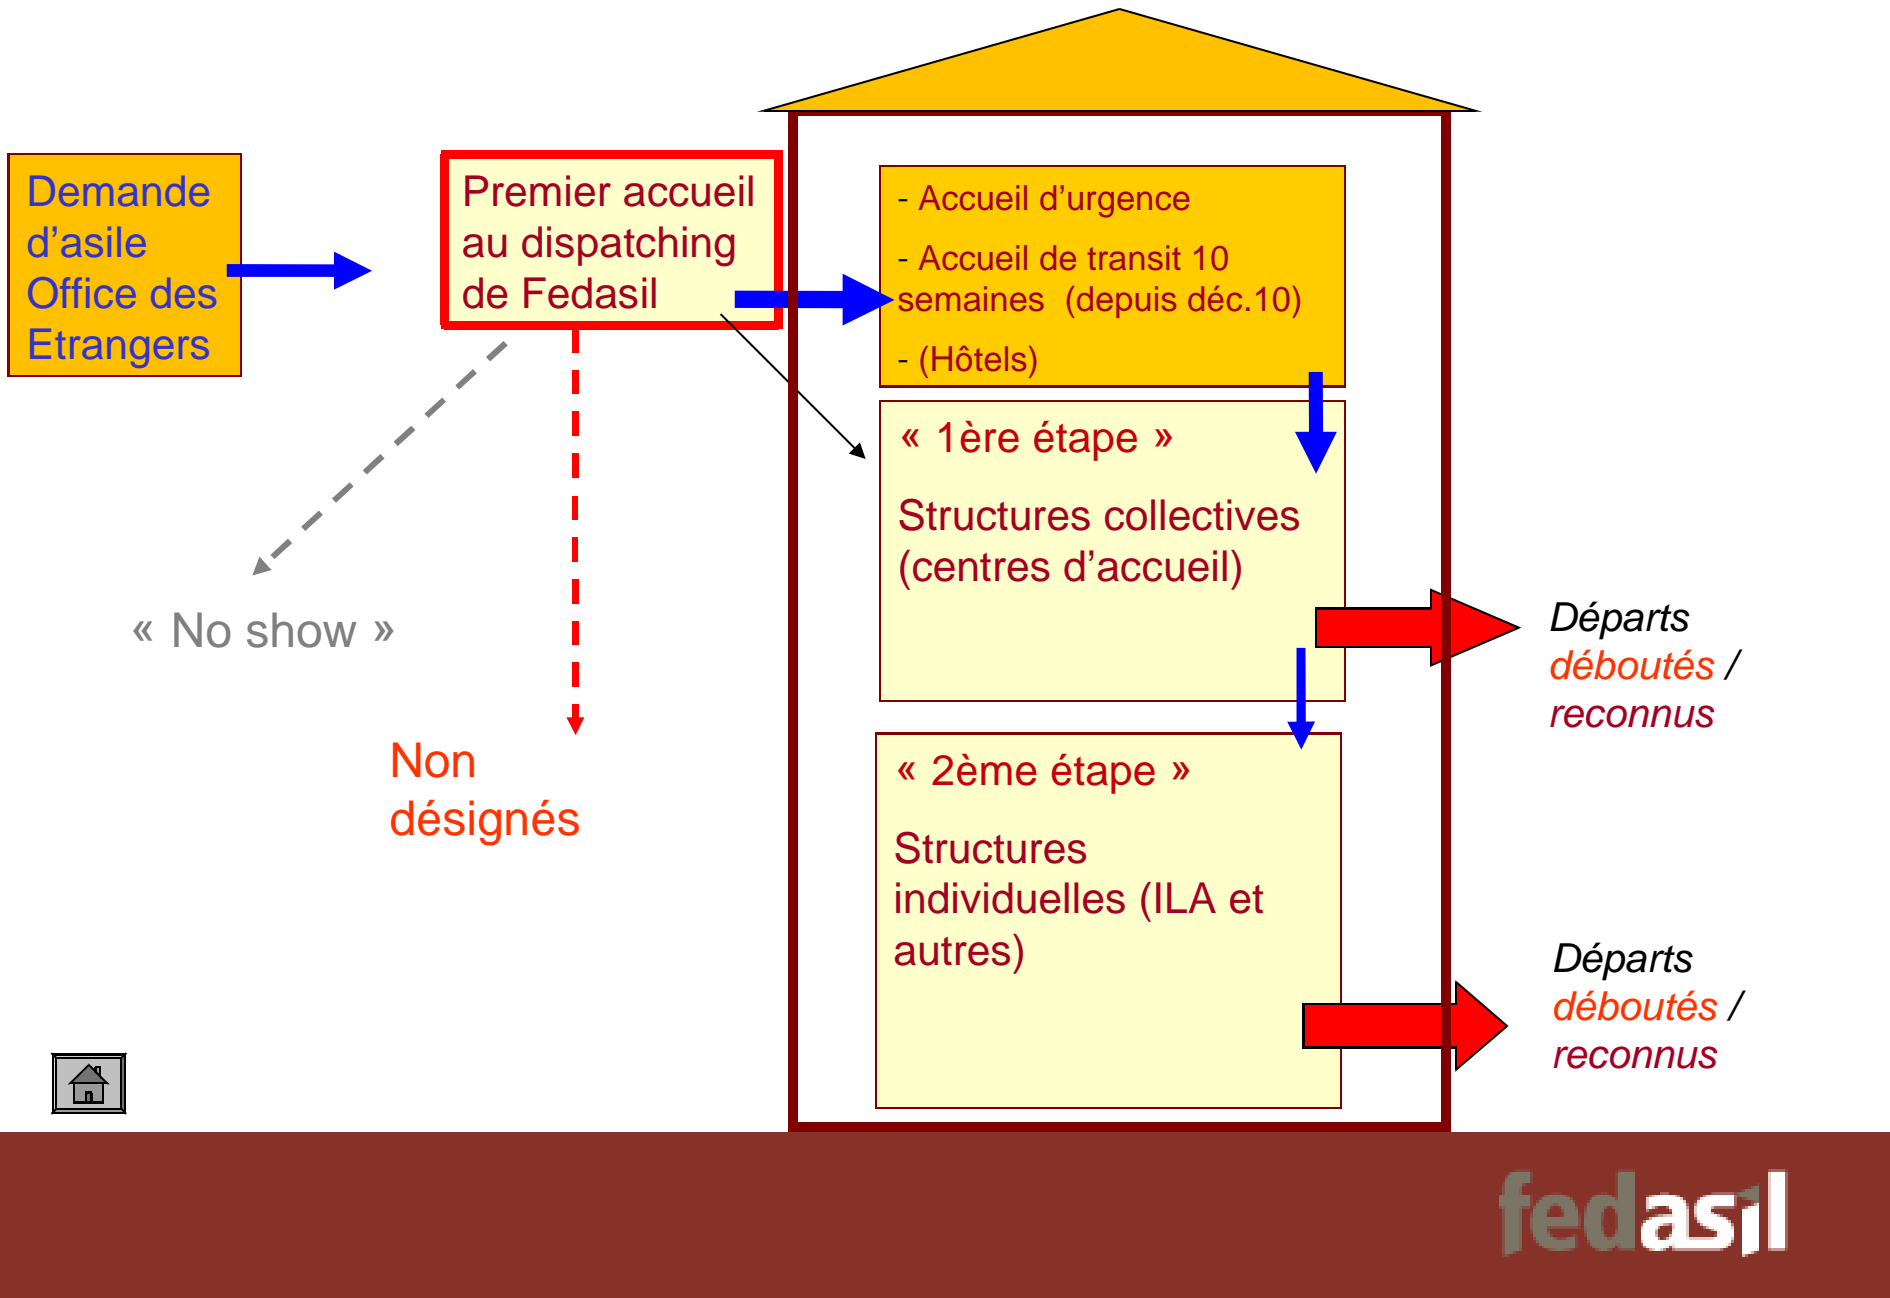 Demande
d'asile
Office des
Etrangers
Premier accueil
au dispatching
de Fedasil
- Accueil d'urgence
- Accueil de transit 10
semaines (depuis déc.10)
- (Hôtels)
« 1ère étape »
Structures collectives
(centres d'accueil)
« No show »
Départs
déboutés /
reconnus
Non
désignés
« 2ème étape »
Structures
individuelles (ILA et
autres)
Départs
déboutés /
reconnus
fedasil